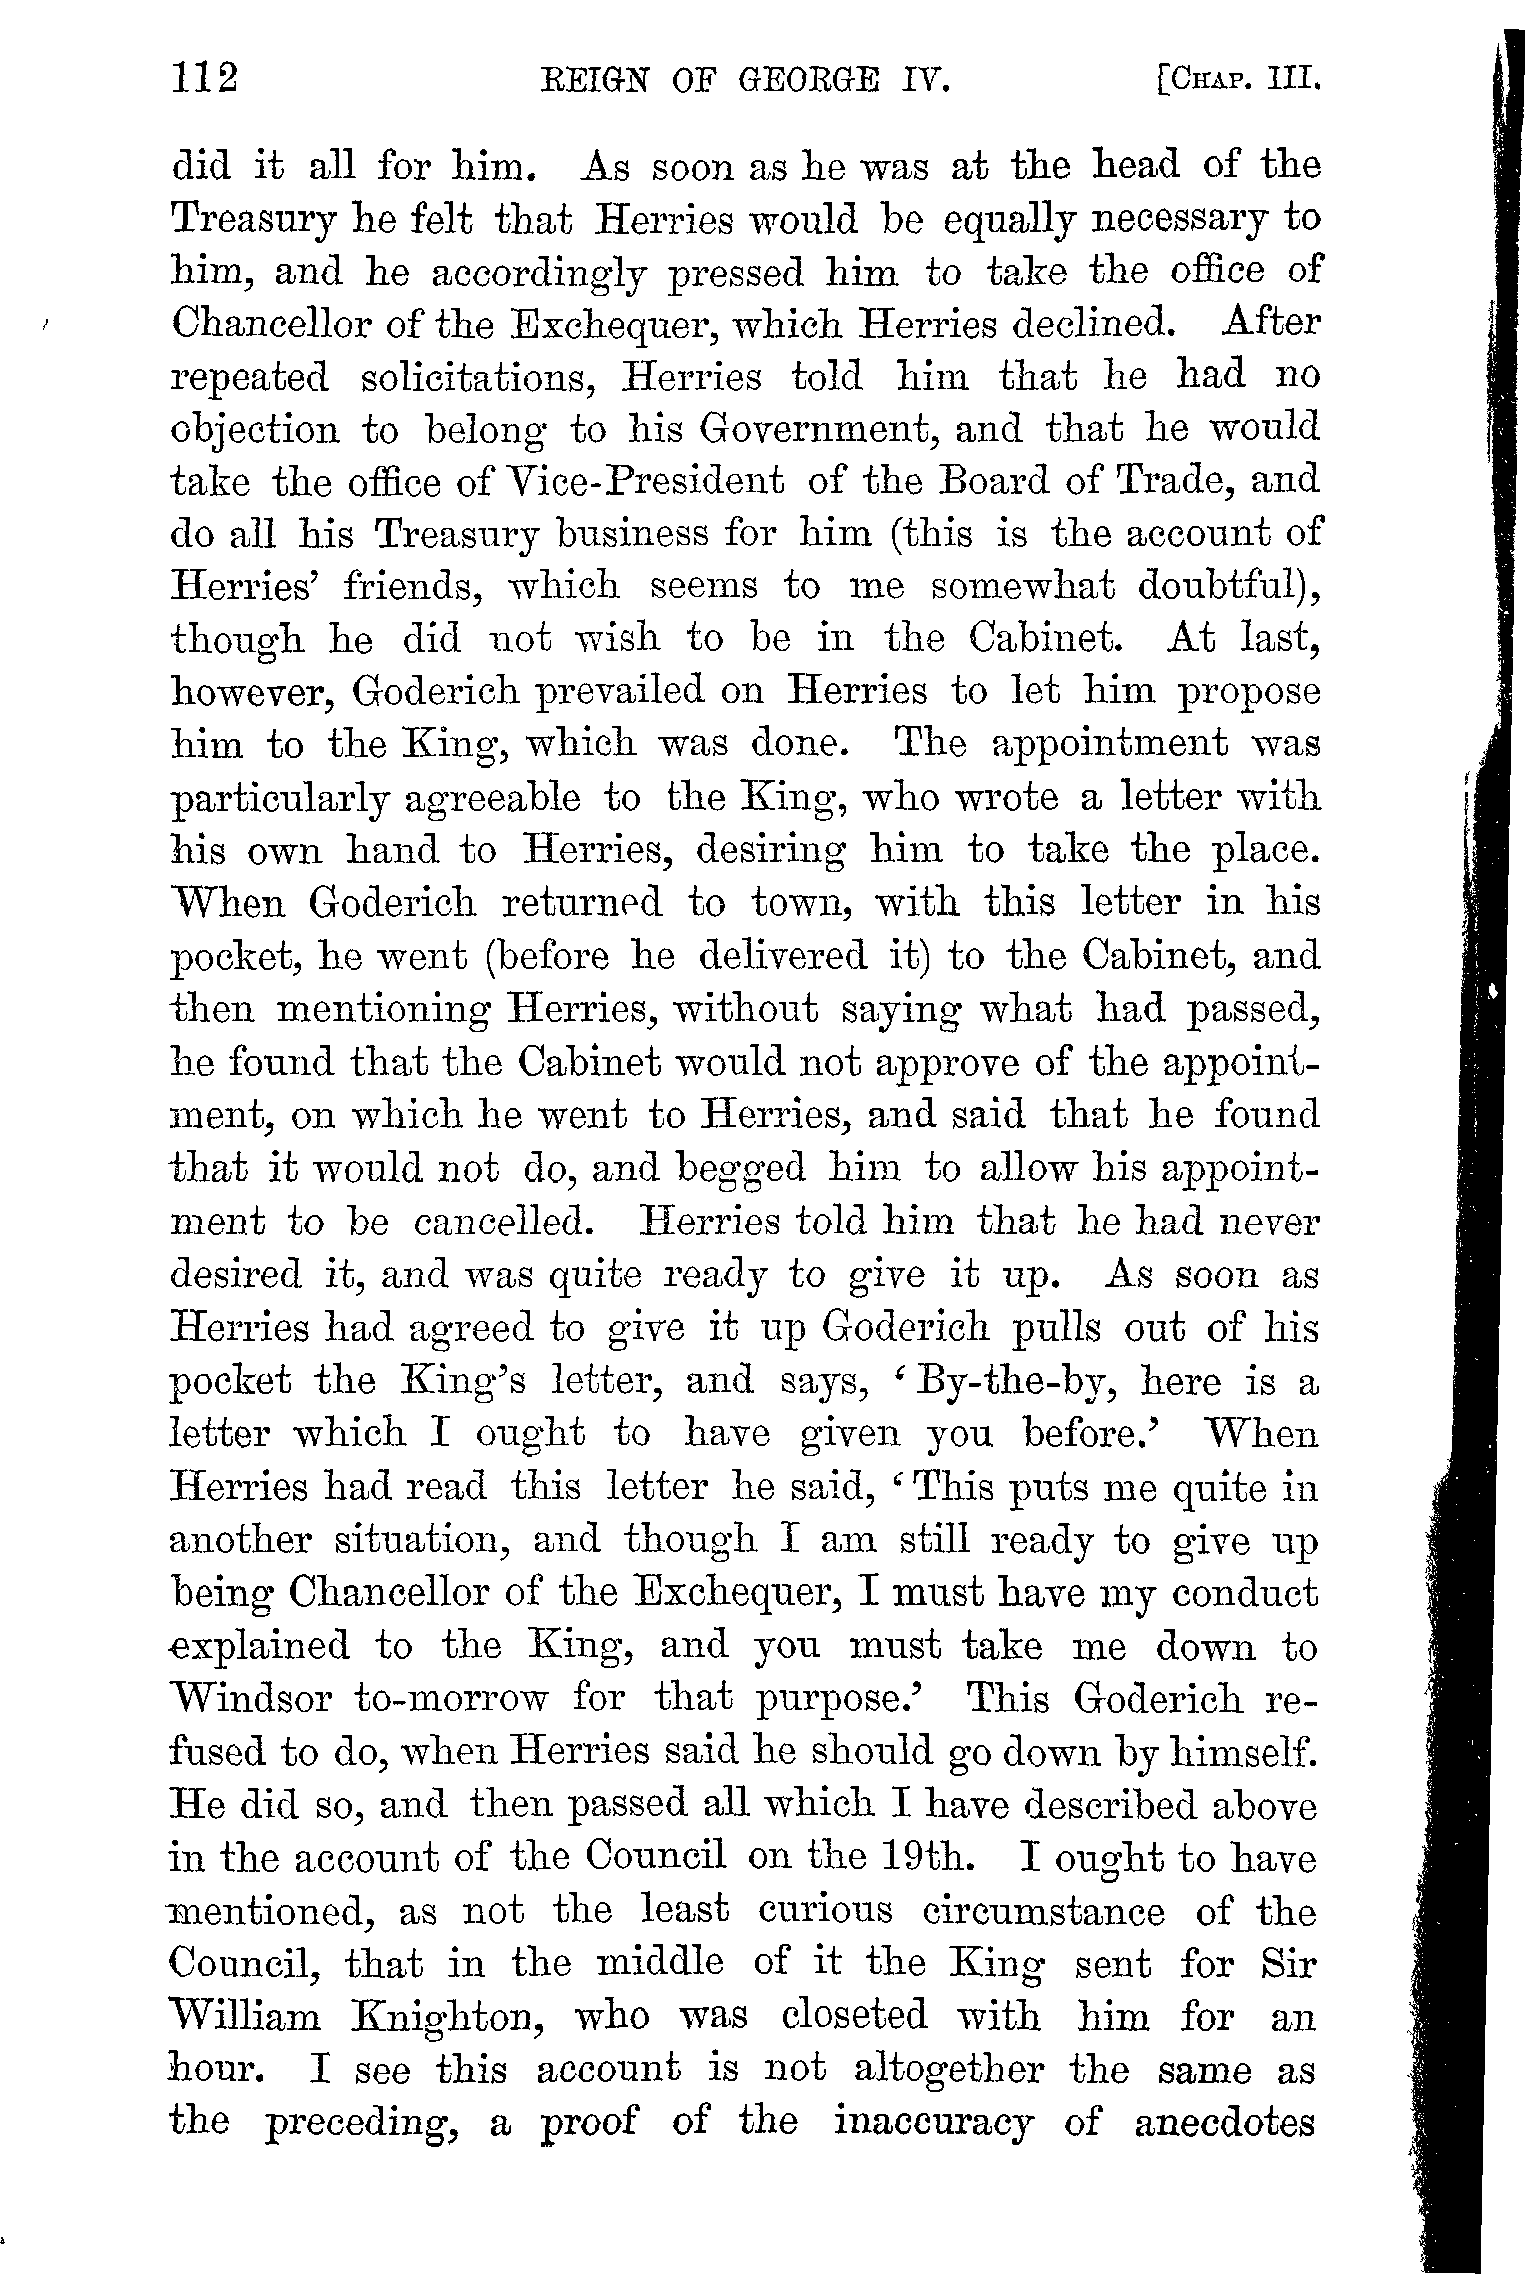 112 REIGN OF GEORGE IV. [CHAP. III.
did it all for him. As soon as he was at the head of the
Treasury he felt that Herries would be equally necessary to
him, and he accordingly pressed him to take the office of
Chancellor of the Exchequer, which Herries declined. After
repeated solicitations, Herries told him that he had no
objection to belong to his Government, and that he would
take the office of Vice-President of the Board of Trade, and
do all his Treasury business for him (this is the account of
Herries' friends, which seems to me somewhat doubtful),
though he did not wish to be in the Cabinet. At last,
however, Goderich prevailed on Herries to let him propose
him to the King, which was done. The appointment was
particularly agreeable to the King, who wrote a letter with
his own hand to Herries, desiring him to take the place.
When Goderich returned to town, with this letter in his
pocket, he went (before he delivered it) to the Cabinet, and
then mentioning Herries, without saying what had passed,
he found that the Cabinet would not approve of the appoint-
ment, on which he went to Herries, and said that he found
that it would not do, and begged him to allow his appoint-
ment to be cancelled. Herries told him that he had never
desired it, and was quite ready to give it up. As soon as
Herries had agreed to give it up Goderich pulls out of his
pocket the King's letter, and says, ‘By-the-by, here is a
letter which I ought to have given you before.’ When
Herries had read this letter he said, ‘This puts me quite in
another situation, and though I am still ready to give up
being Chancellor of the Exchequer, I must have my conduct
explained to the King, and you must take me down to
Windsor to-morrow for that purpose.’ This Goderich re-
fused to do, when Herries said he should go down by himself.
He did so, and then passed all which I have described above
in the account of the Council on the 19th. I ought to have
mentioned, as not the least curious circumstance of the
Council, that in the middle of it the King sent for Sir
William Knighton, who was closeted with him for an
hour. I see this account is not altogether the same as
the preceding, a proof of the inaccuracy of anecdotes